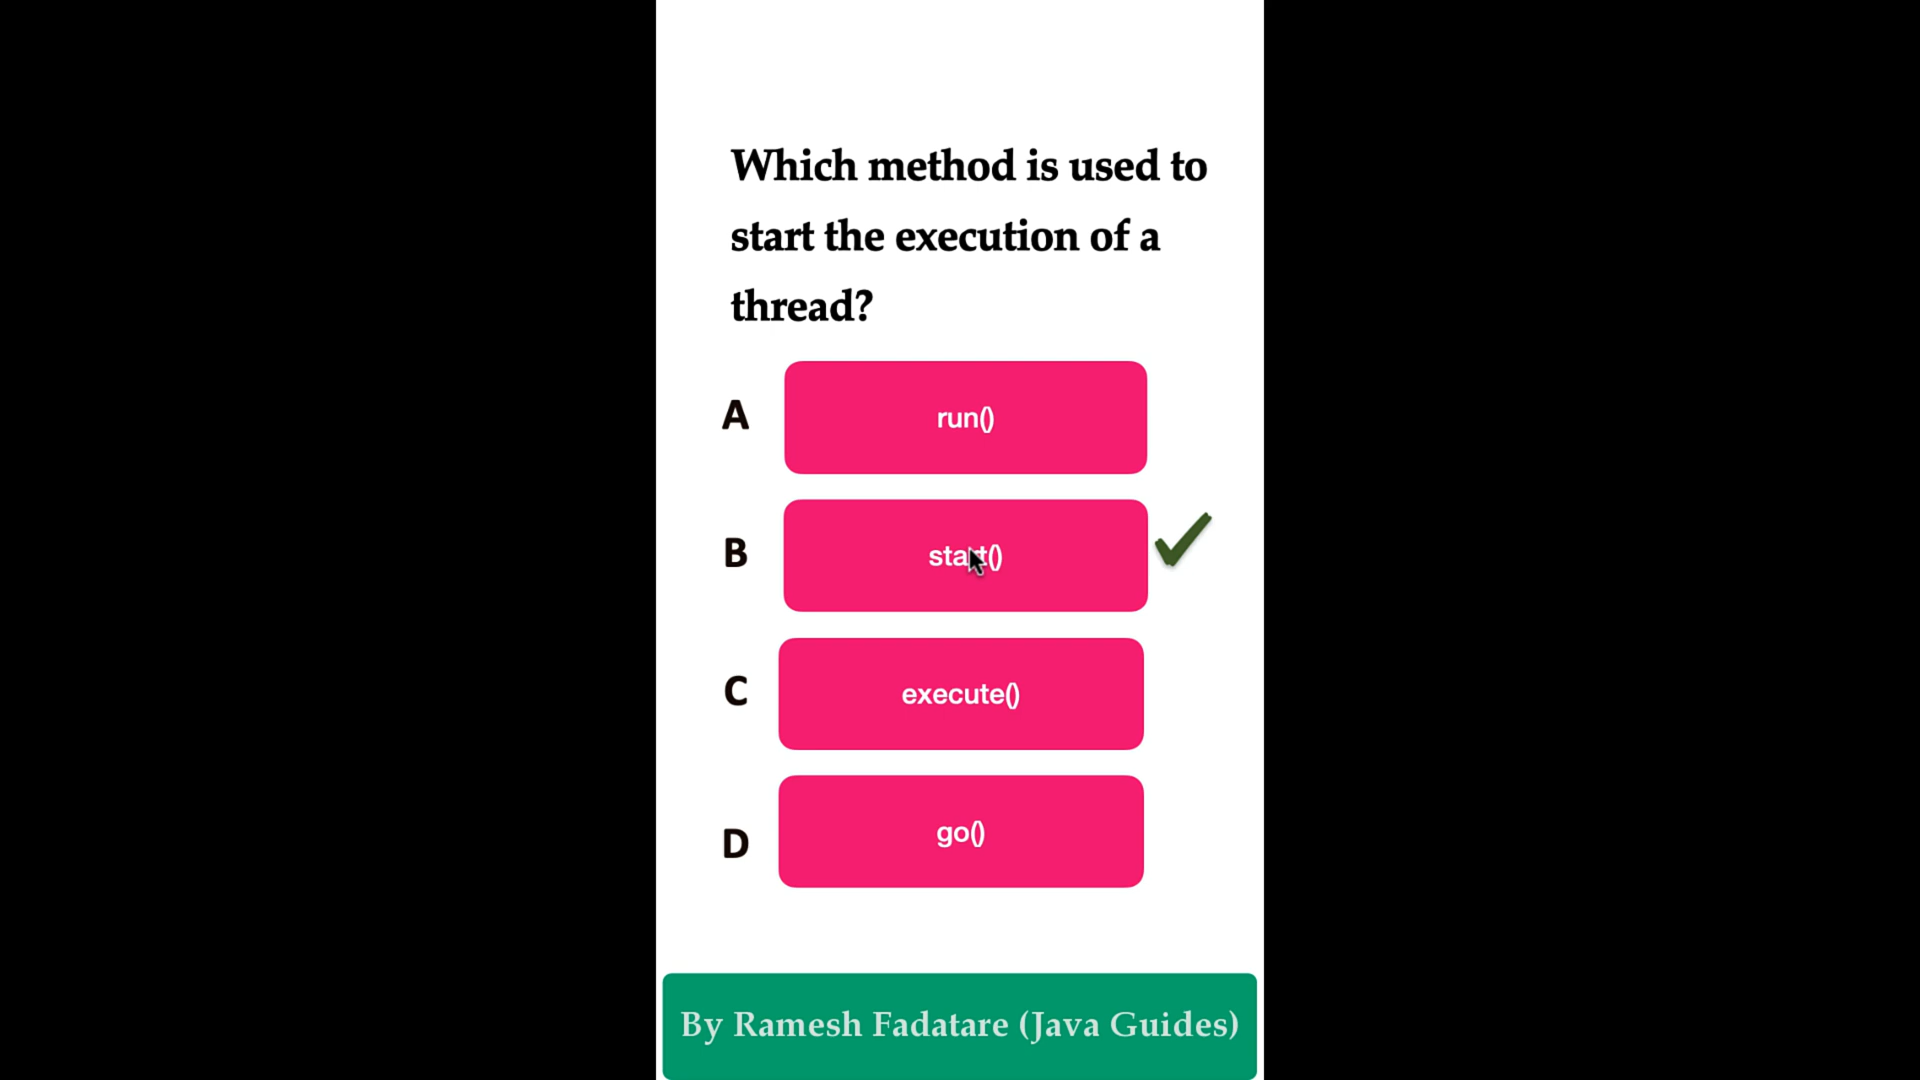 Which method is used to
start the execution of a
thread?
A
run()
B
start()
C
execute()
D
go()
By Ramesh Fadatare (Java Guides)